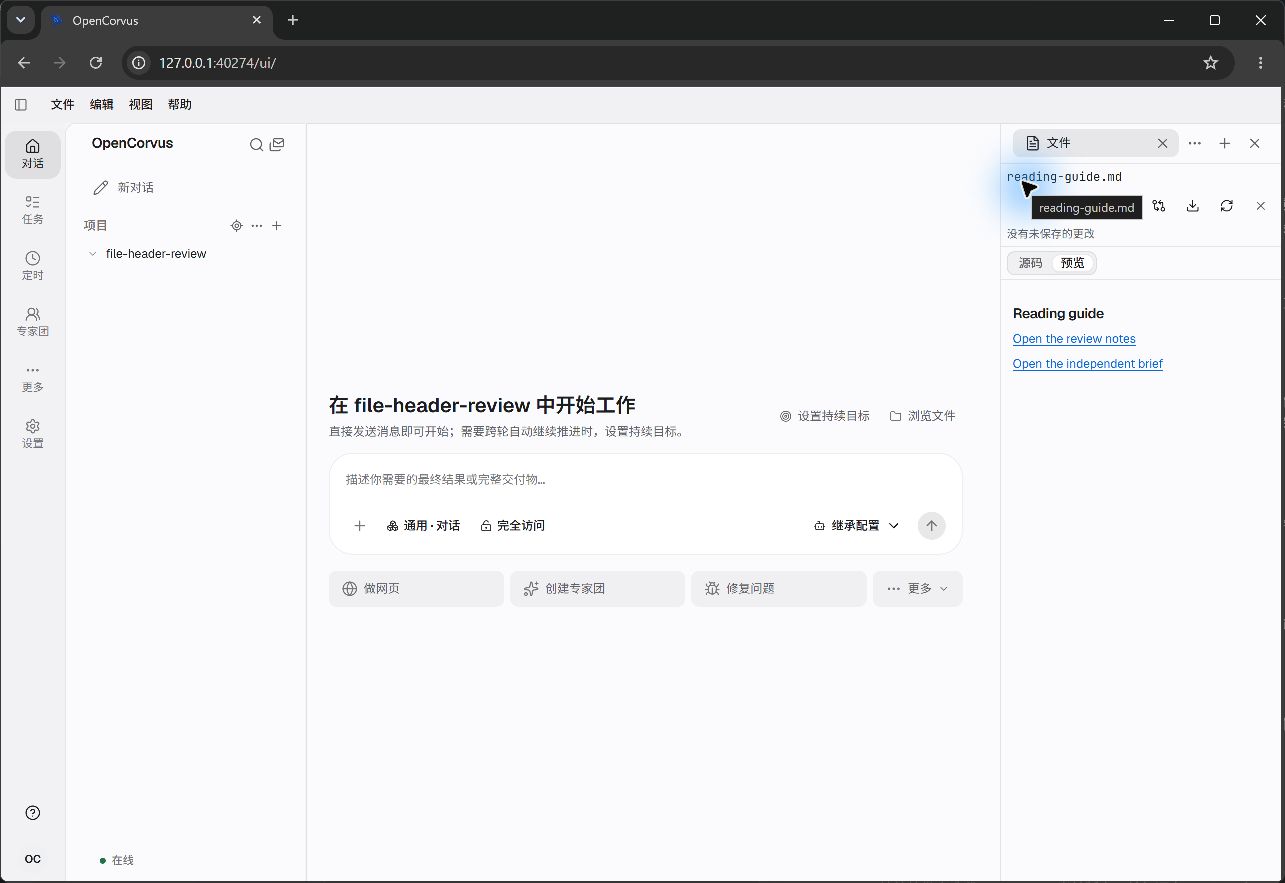 OpenCorvus
127.0.0.1:40274/ui/
文件 编辑 视图 帮助
对话
任务
定时
专家团
更多
设置
OC
OpenCorvus
新对话
项目
file-header-review
在线
在 file-header-review 中开始工作
直接发送消息即可开始；需要跨轮自动继续推进时，设置持续目标。
设置持续目标 浏览文件
描述你需要的最终结果或完整交付物...
通用 · 对话 完全访问 继承配置
做网页 创建专家团 修复问题 更多
文件
reading-guide.md
reading-guide.md
没有未保存的更改
源码 预览
Reading guide
Open the review notes
Open the independent brief